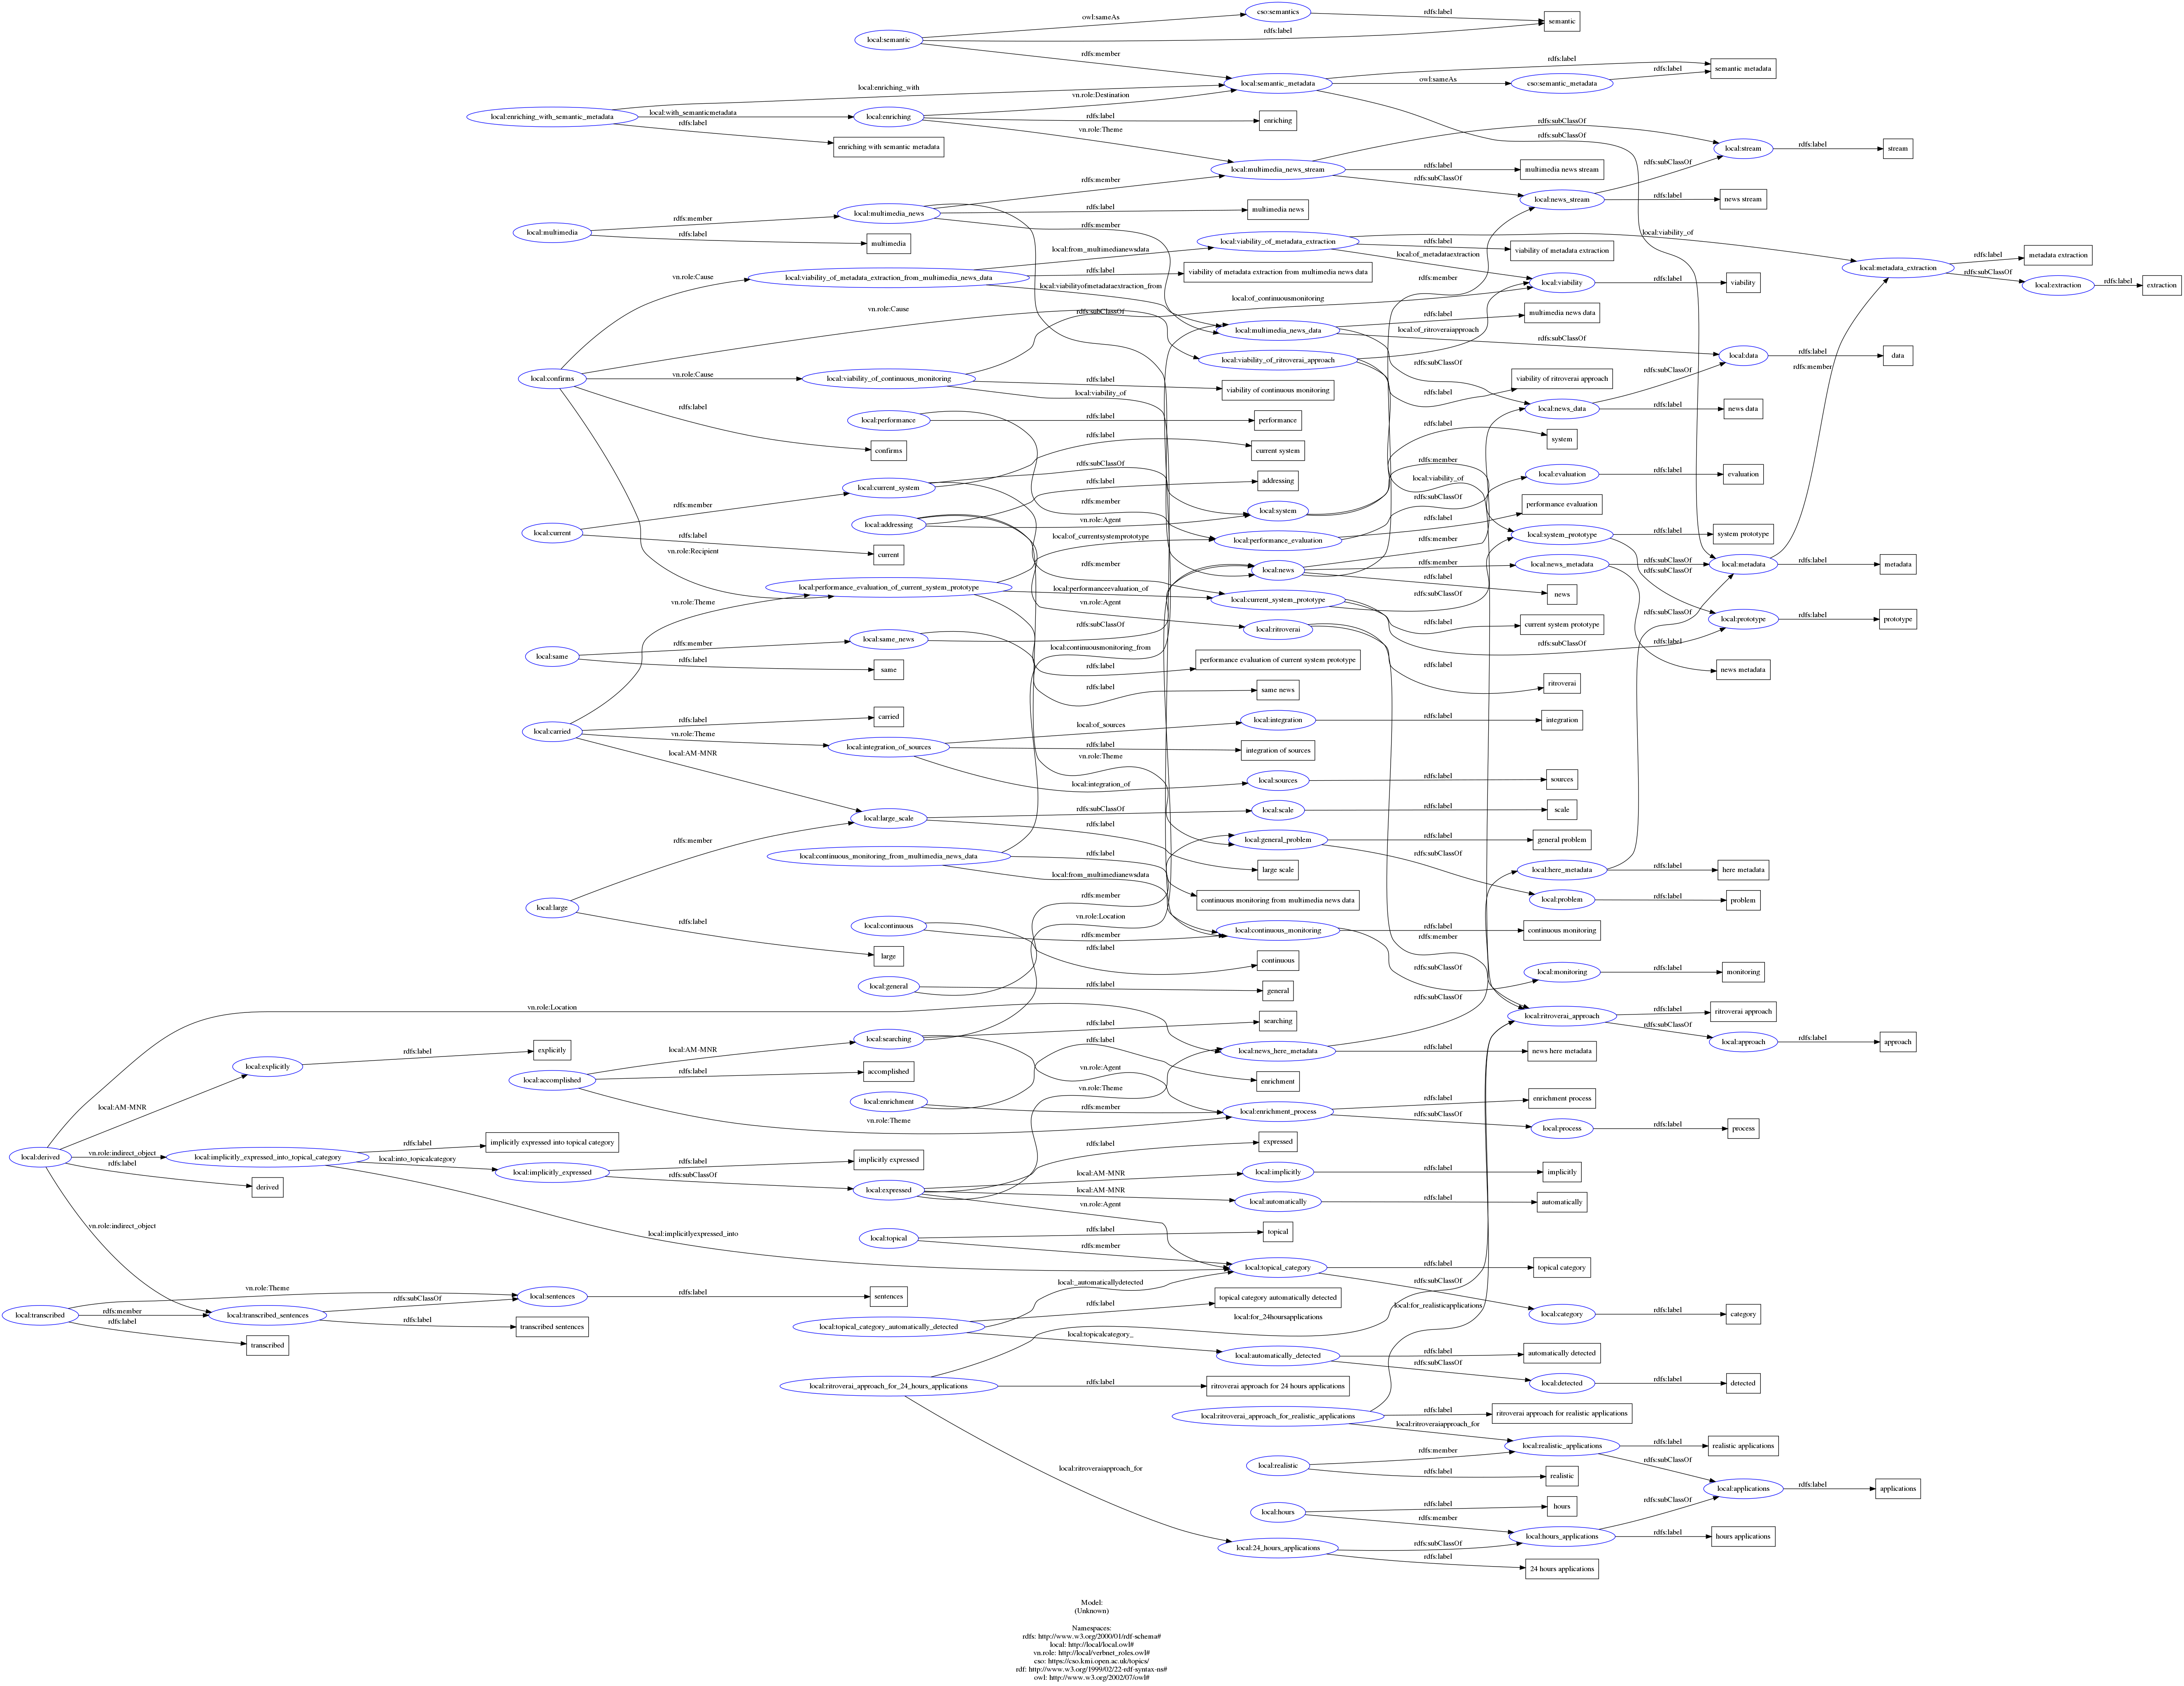 cso:semantics
owl:sameAs
rdfs:label
semantic
local:semantic
rdfs:label
rdfs:member
rdfs:label
semantic metadata
local:semantic_metadata
owl:sameAs
cso:semantic_metadata
rdfs:label
local:enriching_with
vn.role:Destination
local:enriching_with_semantic_metadata
local:with_semanticmetadata
local:enriching
rdfs:label
enriching
rdfs:label
vn.role:Theme
enriching with semantic metadata
rdfs:subClassOf
rdfs:subClassOf
local:stream
rdfs:label
stream
rdfs:subClassOf
local:multimedia_news_stream
rdfs:label
multimedia news stream
rdfs:subClassOf
rdfs:member
local:news_stream
rdfs:label
news stream
local:multimedia
rdfs:member
local:multimedia_news
rdfs:label
multimedia news
rdfs:label
multimedia
rdfs:member
local:from_multimedianewsdata
local:viability_of_metadata_extraction
rdfs:label
viability of metadata extraction
local:viability_of
local:of_metadataextraction
local:metadata_extraction
rdfs:label
metadata extraction
rdfs:subClassOf
local:extraction
rdfs:label
extraction
vn.role:Cause
local:viability_of_metadata_extraction_from_multimedia_news_data
rdfs:label
viability of metadata extraction from multimedia news data
local:viabilityofmetadataextraction_from
rdfs:member
local:viability
rdfs:label
viability
local:of_continuousmonitoring
vn.role:Cause
rdfs:subClassOf
local:multimedia_news_data
rdfs:label
multimedia news data
local:of_ritroveraiapproach
rdfs:subClassOf
local:data
rdfs:label
data
local:viability_of_ritroverai_approach
rdfs:subClassOf
rdfs:subClassOf
rdfs:member
local:confirms
vn.role:Cause
local:viability_of_continuous_monitoring
rdfs:label
viability of continuous monitoring
local:viability_of
rdfs:label
viability of ritroverai approach
rdfs:label
confirms
local:performance
rdfs:label
performance
local:news_data
rdfs:label
news data
rdfs:label
current system
rdfs:label
system
rdfs:subClassOf
rdfs:member
local:evaluation
rdfs:label
evaluation
local:current_system
rdfs:label
addressing
local:viability_of
rdfs:member
rdfs:member
rdfs:subClassOf
performance evaluation
local:system
rdfs:label
local:current
local:addressing
vn.role:Agent
rdfs:label
current
local:of_currentsystemprototype
local:performance_evaluation
rdfs:member
local:system_prototype
rdfs:label
system prototype
vn.role:Recipient
rdfs:member
local:news
rdfs:member
local:news_metadata
rdfs:subClassOf
rdfs:subClassOf
local:metadata
rdfs:label
metadata
rdfs:label
news
local:performance_evaluation_of_current_system_prototype
local:performanceevaluation_of
local:current_system_prototype
rdfs:subClassOf
vn.role:Theme
vn.role:Agent
rdfs:label
current system prototype
rdfs:subClassOf
local:prototype
rdfs:label
prototype
local:ritroverai
rdfs:subClassOf
rdfs:subClassOf
rdfs:label
local:same
rdfs:member
local:same_news
rdfs:label
same
local:continuousmonitoring_from
rdfs:label
performance evaluation of current system prototype
rdfs:label
news metadata
rdfs:label
same news
rdfs:label
ritroverai
local:carried
rdfs:label
carried
vn.role:Theme
local:integration_of_sources
local:of_sources
local:integration
rdfs:label
integration
rdfs:label
integration of sources
local:AM-MNR
vn.role:Theme
local:integration_of
local:sources
rdfs:label
sources
local:large_scale
rdfs:subClassOf
local:scale
rdfs:label
scale
rdfs:member
rdfs:label
local:general_problem
rdfs:label
general problem
local:continuous_monitoring_from_multimedia_news_data
rdfs:label
rdfs:subClassOf
large scale
local:from_multimedianewsdata
local:here_metadata
rdfs:label
here metadata
local:large
rdfs:member
continuous monitoring from multimedia news data
local:problem
rdfs:label
problem
rdfs:label
large
local:continuous
vn.role:Location
rdfs:member
rdfs:label
local:continuous_monitoring
rdfs:label
continuous monitoring
rdfs:member
continuous
rdfs:subClassOf
local:monitoring
rdfs:label
monitoring
local:general
rdfs:label
general
vn.role:Location
rdfs:subClassOf
local:ritroverai_approach
rdfs:label
ritroverai approach
rdfs:subClassOf
local:searching
rdfs:label
searching
local:approach
rdfs:label
approach
local:explicitly
rdfs:label
explicitly
local:AM-MNR
rdfs:label
local:news_here_metadata
rdfs:label
news here metadata
local:accomplished
rdfs:label
accomplished
vn.role:Agent
enrichment
local:AM-MNR
local:enrichment
vn.role:Theme
rdfs:member
local:enrichment_process
rdfs:label
enrichment process
vn.role:Theme
rdfs:subClassOf
local:process
rdfs:label
process
local:derived
vn.role:indirect_object
local:implicitly_expressed_into_topical_category
rdfs:label
implicitly expressed into topical category
rdfs:label
expressed
rdfs:label
derived
local:into_topicalcategory
local:implicitly_expressed
rdfs:label
implicitly expressed
rdfs:subClassOf
local:expressed
local:AM-MNR
local:implicitly
rdfs:label
implicitly
local:AM-MNR
local:automatically
rdfs:label
automatically
vn.role:Agent
vn.role:indirect_object
local:implicitlyexpressed_into
local:topical
rdfs:label
topical
rdfs:member
local:topical_category
rdfs:label
topical category
vn.role:Theme
local:sentences
rdfs:label
sentences
local:_automaticallydetected
rdfs:subClassOf
local:transcribed
rdfs:member
local:transcribed_sentences
rdfs:subClassOf
rdfs:label
transcribed sentences
rdfs:label
transcribed
rdfs:label
topical category automatically detected
local:for_realisticapplications
local:category
rdfs:label
category
local:topical_category_automatically_detected
local:for_24hoursapplications
local:topicalcategory_
local:automatically_detected
rdfs:label
automatically detected
rdfs:subClassOf
local:detected
rdfs:label
detected
local:ritroverai_approach_for_24_hours_applications
rdfs:label
ritroverai approach for 24 hours applications
local:ritroverai_approach_for_realistic_applications
rdfs:label
ritroverai approach for realistic applications
local:ritroveraiapproach_for
local:realistic_applications
rdfs:label
realistic applications
local:ritroveraiapproach_for
local:realistic
rdfs:member
rdfs:label
realistic
rdfs:subClassOf
local:applications
rdfs:label
applications
local:hours
rdfs:label
hours
rdfs:member
rdfs:subClassOf
local:hours_applications
rdfs:label
hours applications
local:24_hours_applications
rdfs:subClassOf
rdfs:label
24 hours applications
Model:
(Unknown)
Namespaces:
rdfs: http://www.w3.org/2000/01/rdf-schema#
local: http://local/local.owl#
vn.role: http://local/verbnet_roles.owl#
cso: https://cso.kmi.open.ac.uk/topics/
rdf: http://www.w3.org/1999/02/22-rdf-syntax-ns#
owl: http://www.w3.org/2002/07/owl#